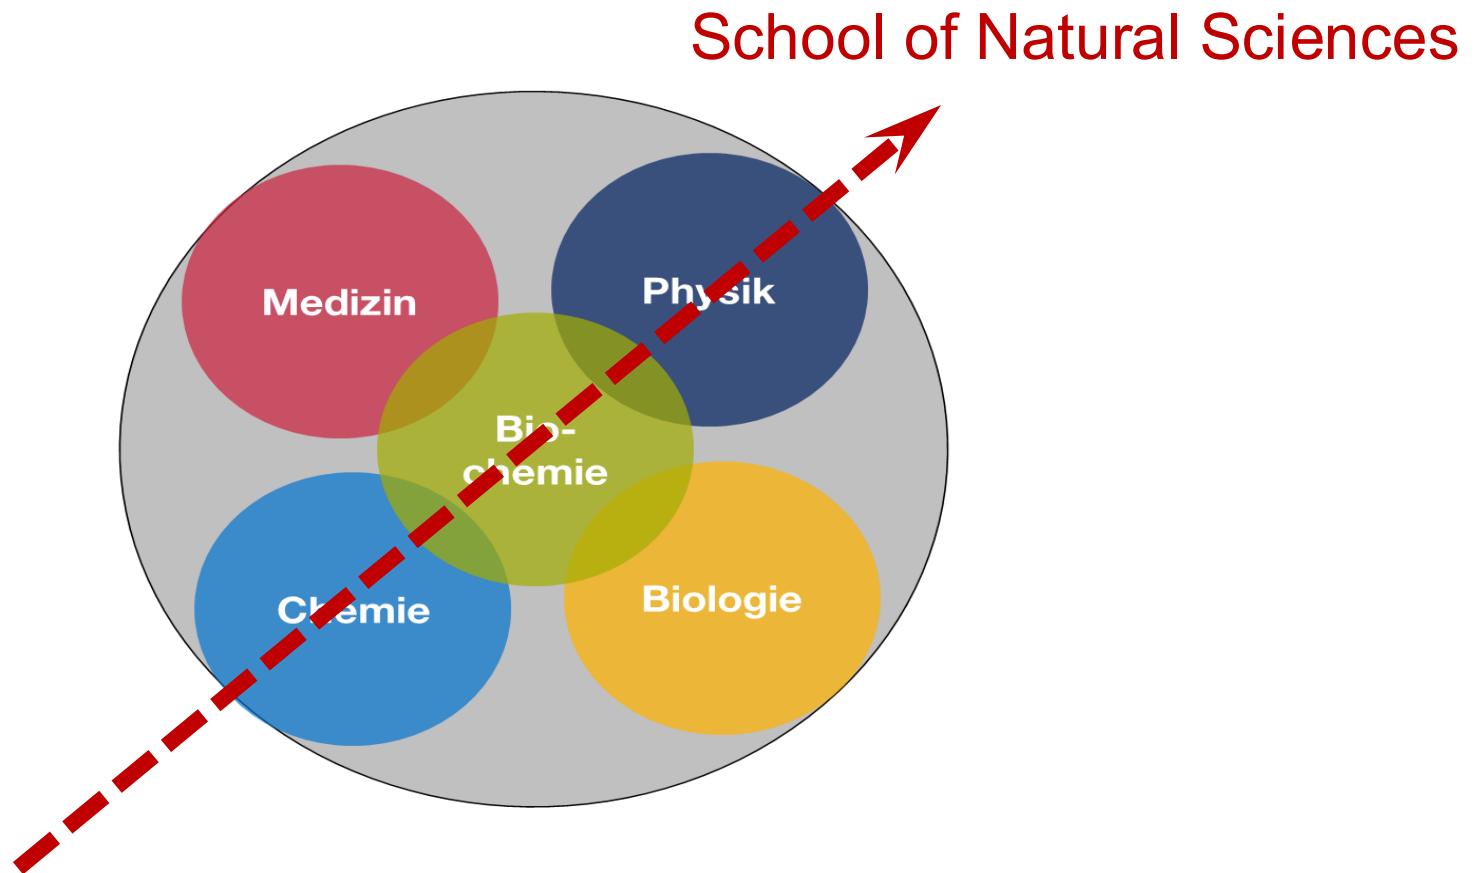 School of Natural Sciences
Medizin
Physik
Bio-
chemie
Chemie
Biologie